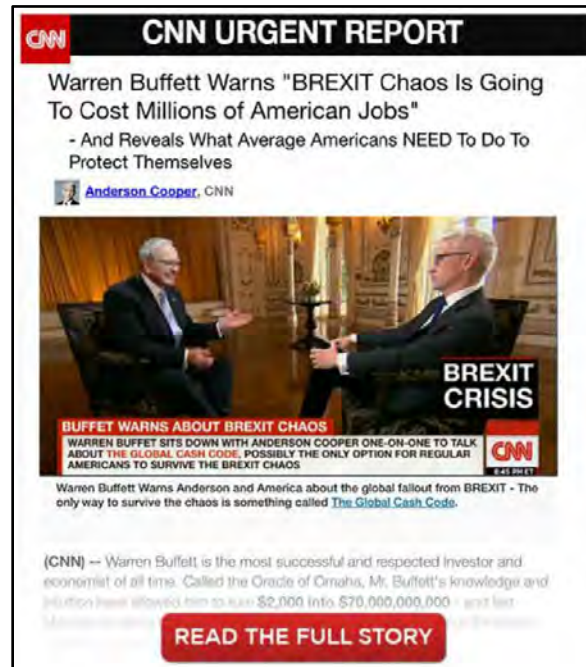 CNN
CNN URGENT REPORT
Warren Buffett Warns "BREXIT Chaos Is Going
To Cost Millions of American Jobs"
- And Reveals What Average Americans NEED To Do To
Protect Themselves
Anderson Cooper, CNN
BREXIT
CRISIS
BUFFET WARNS ABOUT BREXIT CHAOS
WARREN BUFFET SITS DOWN WITH ANDERSON COOPER ONE-ON-ONE TO TALK
ABOUT THE GLOBAL CASH CODE, POSSIBLY THE ONLY OPTION FOR REGULAR
AMERICANS TO SURVIVE THE BREXIT CHAOS
CNN
8:45 PM ET
Warren Buffett Warns Anderson and America about the global fallout from BREXIT - The
only way to survive the chaos is something called The Global Cash Code.
(CNN) -- Warren Buffett is the most successful and respected investor and
economist of all time. Called the Oracle of Omaha, Mr. Buffett's knowledge and
intuition have allowed him to turn $2,000 into $70,000,000,000 - and last
READ THE FULL STORY